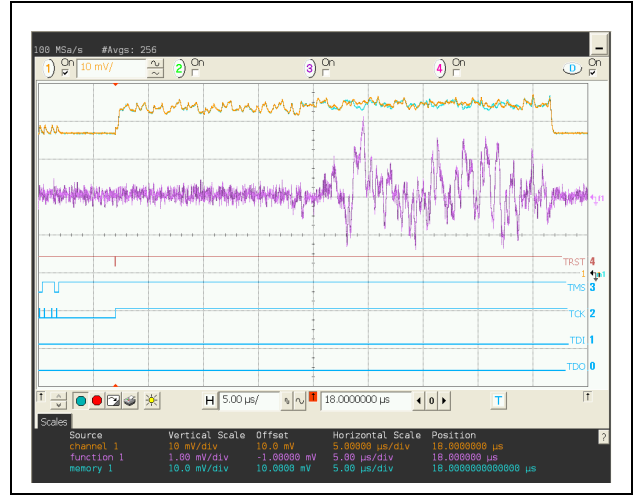 100 MSa/s #Avgs: 256
1 On 10 mV/ 2 On 3 On 4 On D On
TRST 4
1
TMS 3
TCK 2
TDI 1
TDO 0
H 5.00 µs/ 18.0000000 µs 0 T
Scales
Source Vertical Scale Offset Horizontal Scale Position
channel 1 10 mV/div 10.0 mV 5.00000 µs/div 18.000000 µs
function 1 1.00 mV/div -1.00000 mV 5.00 µs/div 18.000000 µs
memory 1 10.0 mV/div 10.0000 mV 5.00 µs/div 18.0000000000000 µs
?